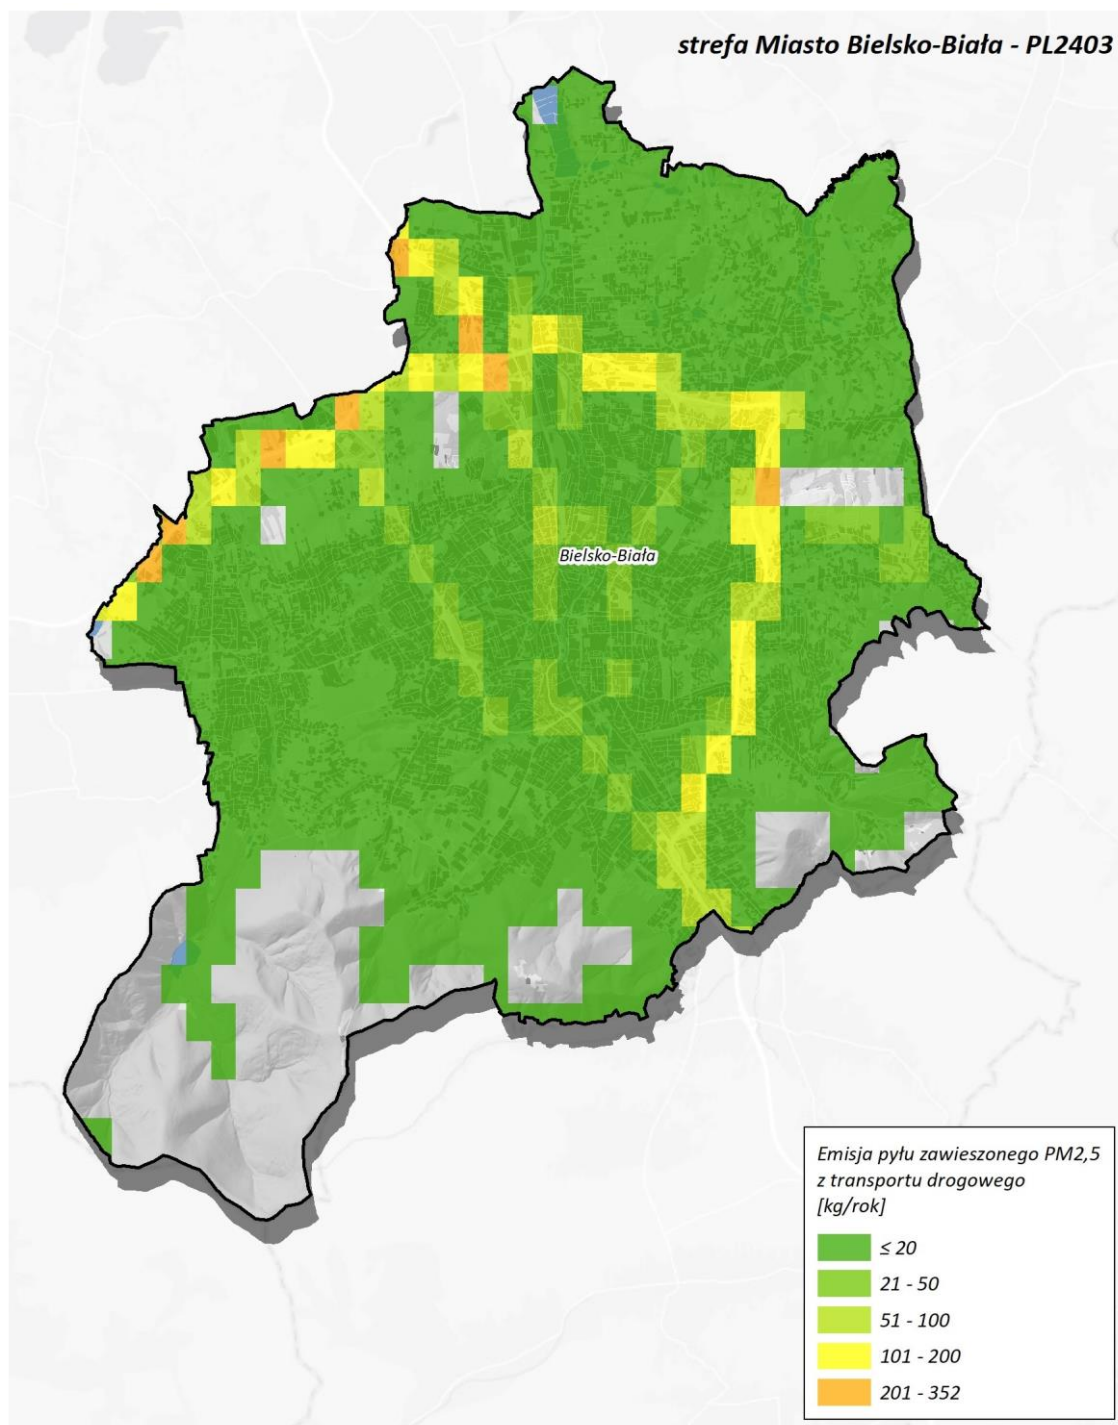 strefa Miasto Bielsko-Biała - PL2403
Bielsko-Biała
Emisja pyłu zawieszonego PM2,5
z transportu drogowego
[kg/rok]
≤ 20
21 - 50
51 - 100
101 - 200
201 - 352